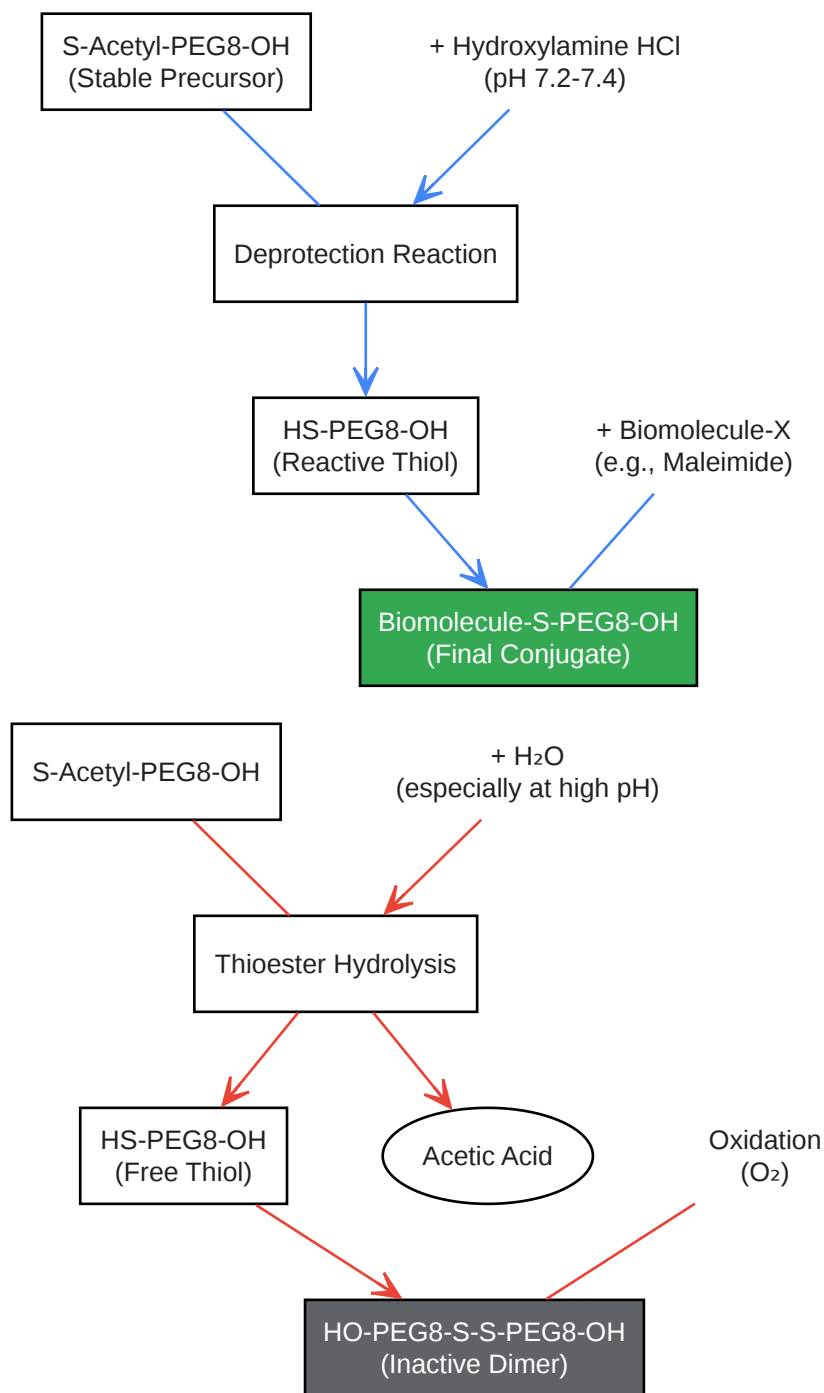 S-Acetyl-PEG8-OH
(Stable Precursor)
+ Hydroxylamine HCl
(pH 7.2-7.4)
Deprotection Reaction
HS-PEG8-OH
(Reactive Thiol)
+ Biomolecule-X
(e.g., Maleimide)
Biomolecule-S-PEG8-OH
(Final Conjugate)
S-Acetyl-PEG8-OH
+ H₂O
(especially at high pH)
Thioester Hydrolysis
HS-PEG8-OH
(Free Thiol)
Acetic Acid
Oxidation
(O₂)
HO-PEG8-S-S-PEG8-OH
(Inactive Dimer)